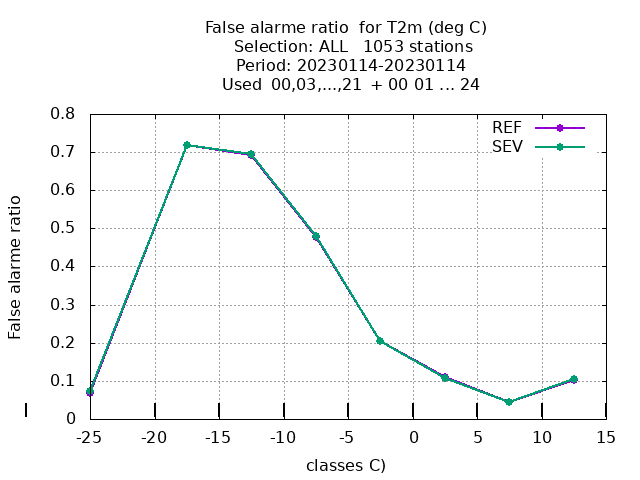 False alarme ratio  for T2m (deg C)
Selection: ALL   1053 stations
Period: 20230114-20230114
Used  00,03,...,21  + 00 01 ... 24
REF
SEV
0.8
0.7
0.6
0.5
0.4
0.3
0.2
0.1
0
False alarme ratio
-25 -20 -15 -10 -5 0 5 10 15
classes C)